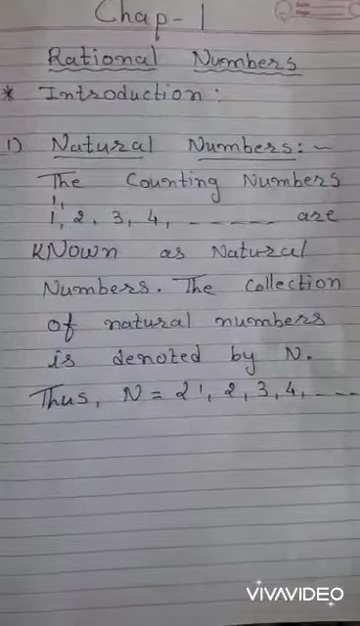 Chap-1
Rational Numbers
* Introduction:
1) Natural Numbers:-
The Counting Numbers
1, 2, 3, 4, ------ are
KNown as Natural
Numbers. The collection
of natural numbers
is denoted by N.
Thus, N = 2 1, 2, 3, 4, ----
VIVAVIDEO